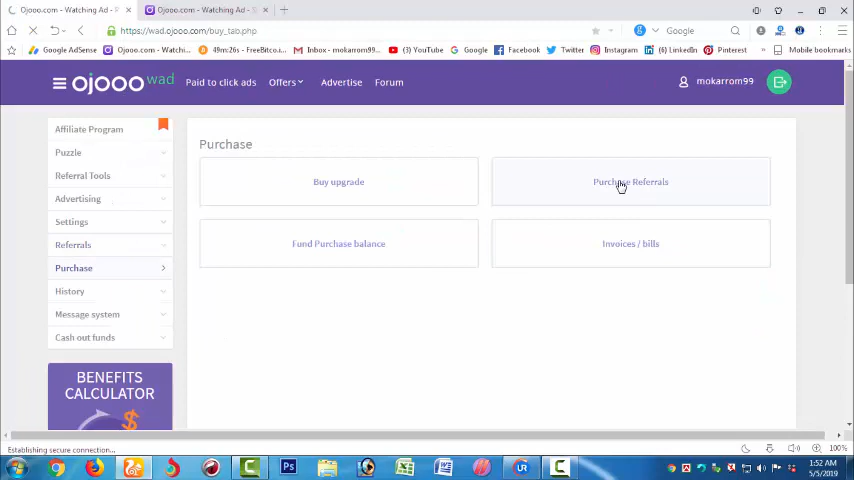 Ojooo.com - Watching Ad - P
Ojooo.com - Watching Ad - S
https://wad.ojooo.com/buy_tab.php
Google
Google AdSense
Ojooo.com - Watchi...
49m:26s - FreeBitco.i...
Inbox - mokarrom99...
(3) YouTube
Google
Facebook
Twitter
Instagram
(1) LinkedIn
Pinterest
Mobile bookmarks
ojooo wad
Paid to click ads
Offers
Advertise
Forum
mokarrom99
Affiliate Program
Puzzle
Referral Tools
Advertising
Settings
Referrals
Purchase
History
Message system
Cash out funds
BENEFITS
CALCULATOR
Purchase
Buy upgrade
Purchase Referrals
Fund Purchase balance
Invoices / bills
Establishing secure connection...
100%
1:52 AM
5/5/2019